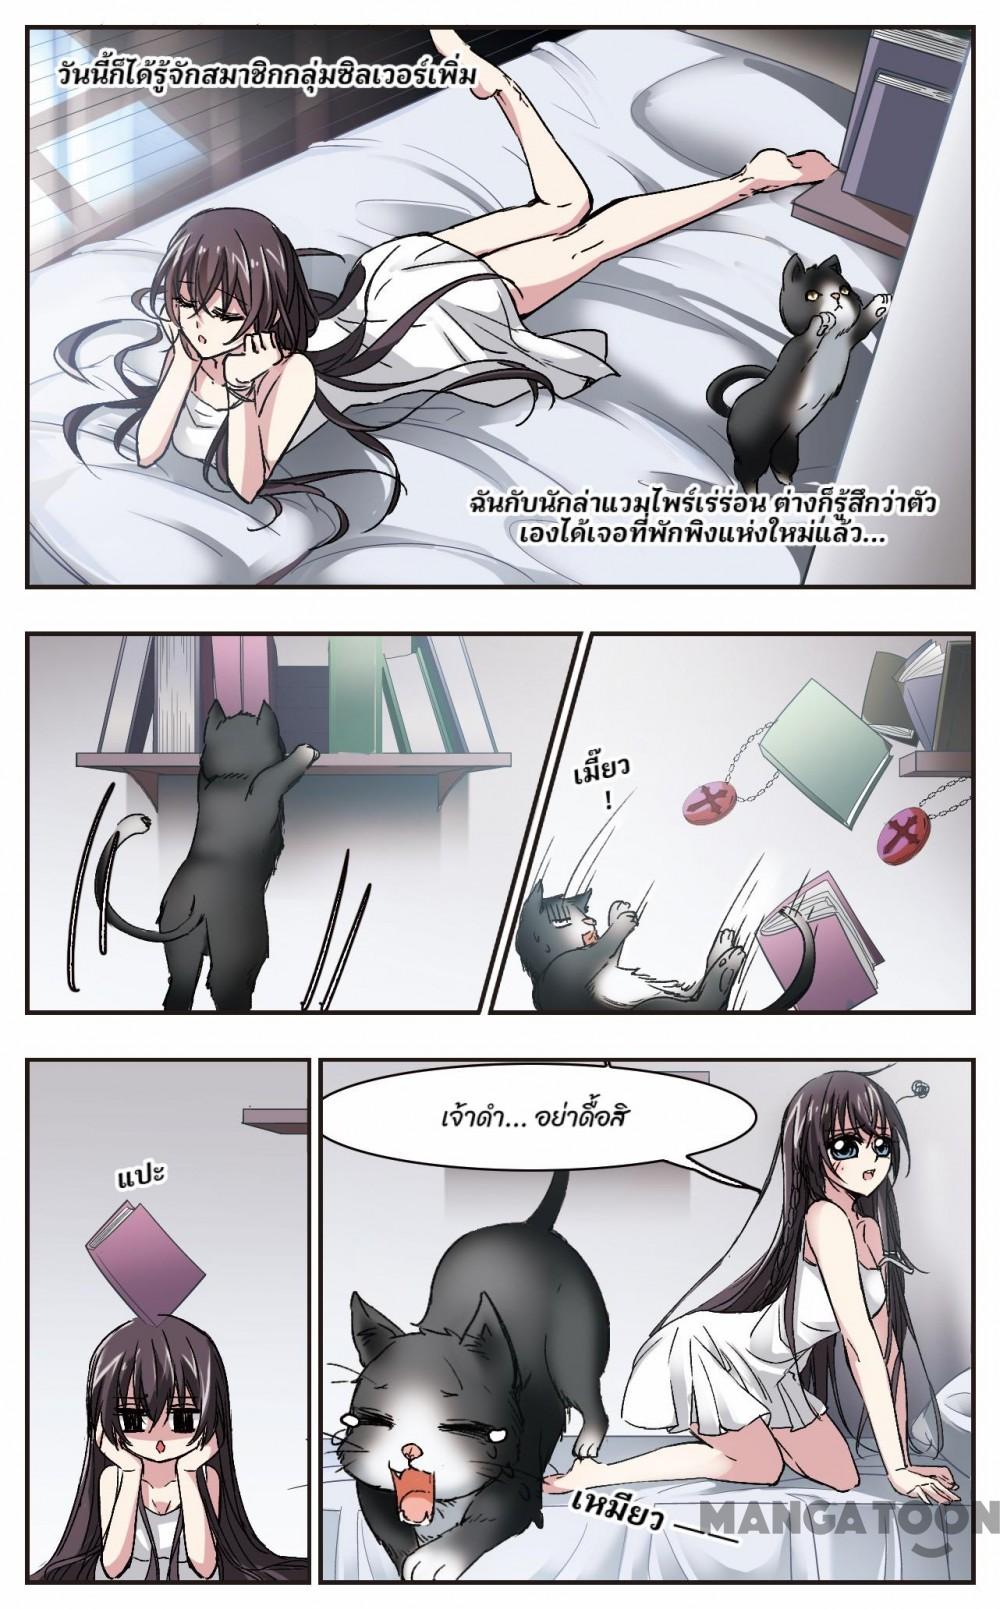 วันนี้ก็ได้รู้จักสมาชิกกลุ่มซิลเวอร์เพิ่ม
ฉันกับนักล่าแวมไพร์เร่ร่อน ต่างก็รู้สึกว่าตัว
เองได้เจอที่พักพิงแห่งใหม่แล้ว...
เมี๊ยว
!
แปะ
เจ้าดำ... อย่าดื้อสิ
เหมียว ——
MANGATOON